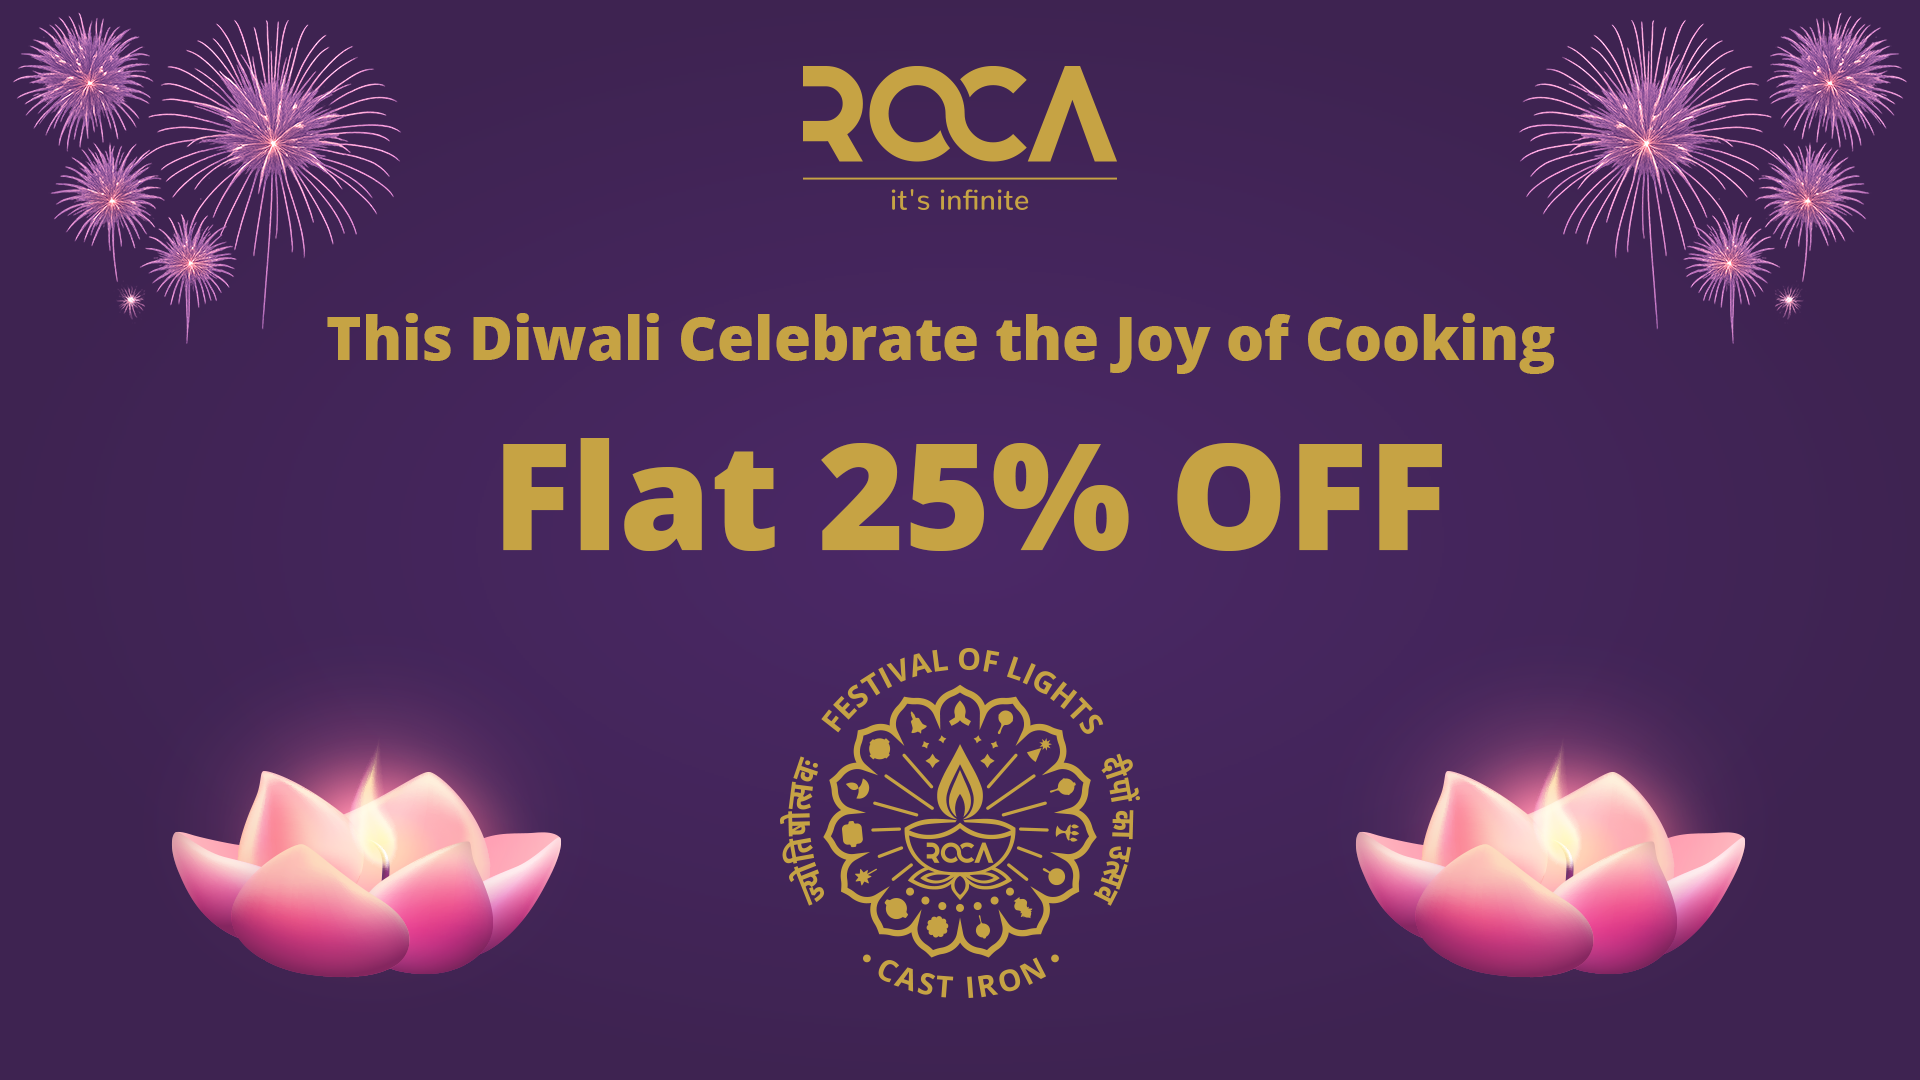 ROCA
it's infinite
This Diwali Celebrate the Joy of Cooking
Flat 25% OFF
FESTIVAL OF LIGHTS
ज्योतिषोत्सवः
दीपों का उत्सव
ROCA
• CAST IRON •